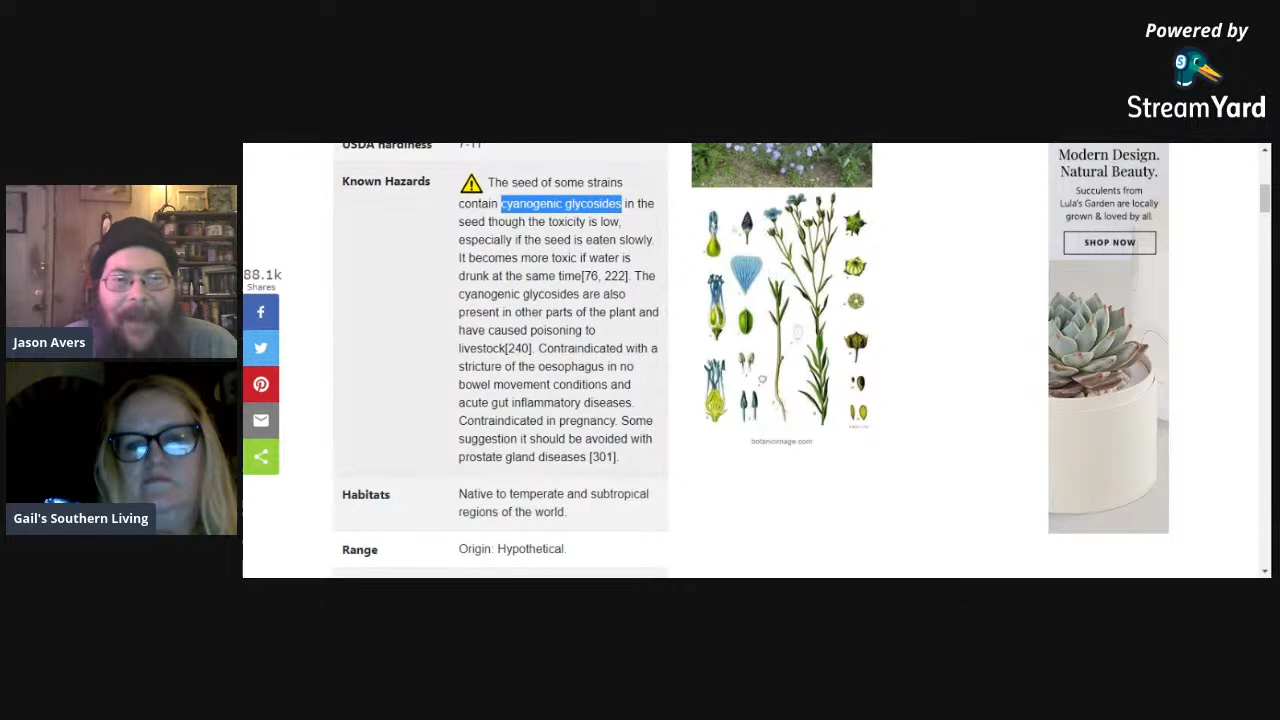 Powered by
StreamYard
USDA hardiness
Known Hazards
The seed of some strains
contain cyanogenic glycosides in the
seed though the toxicity is low,
especially if the seed is eaten slowly.
It becomes more toxic if water is
drunk at the same time[76, 222]. The
cyanogenic glycosides are also
present in other parts of the plant and
have caused poisoning to
livestock[240]. Contraindicated with a
stricture of the oesophagus in no
bowel movement conditions and
acute gut inflammatory diseases.
Contraindicated in pregnancy. Some
suggestion it should be avoided with
prostate gland diseases [301].
Habitats
Native to temperate and subtropical
regions of the world.
Range
Origin: Hypothetical.
88.1k
Shares
Jason Avers
Gail's Southern Living
botanicimage.com
Modern Design.
Natural Beauty.
Succulents from
Lula's Garden are locally
grown & loved by all.
SHOP NOW